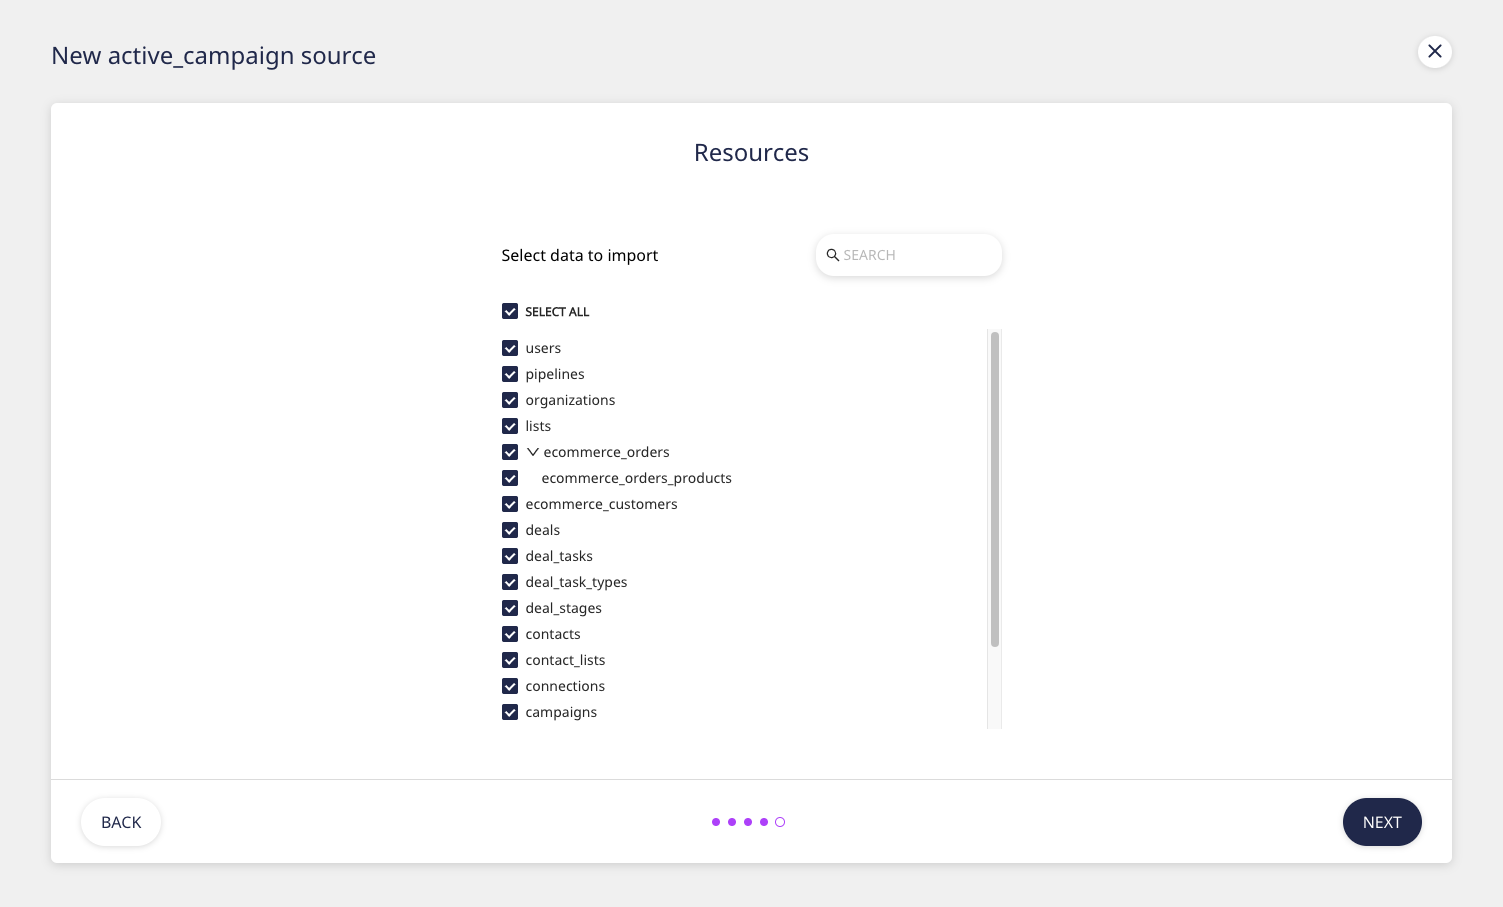 New active_campaign source
Resources
Select data to import
SEARCH
SELECT ALL
users
pipelines
organizations
lists
ecommerce_orders
ecommerce_orders_products
ecommerce_customers
deals
deal_tasks
deal_task_types
deal_stages
contacts
contact_lists
connections
campaigns
BACK
NEXT